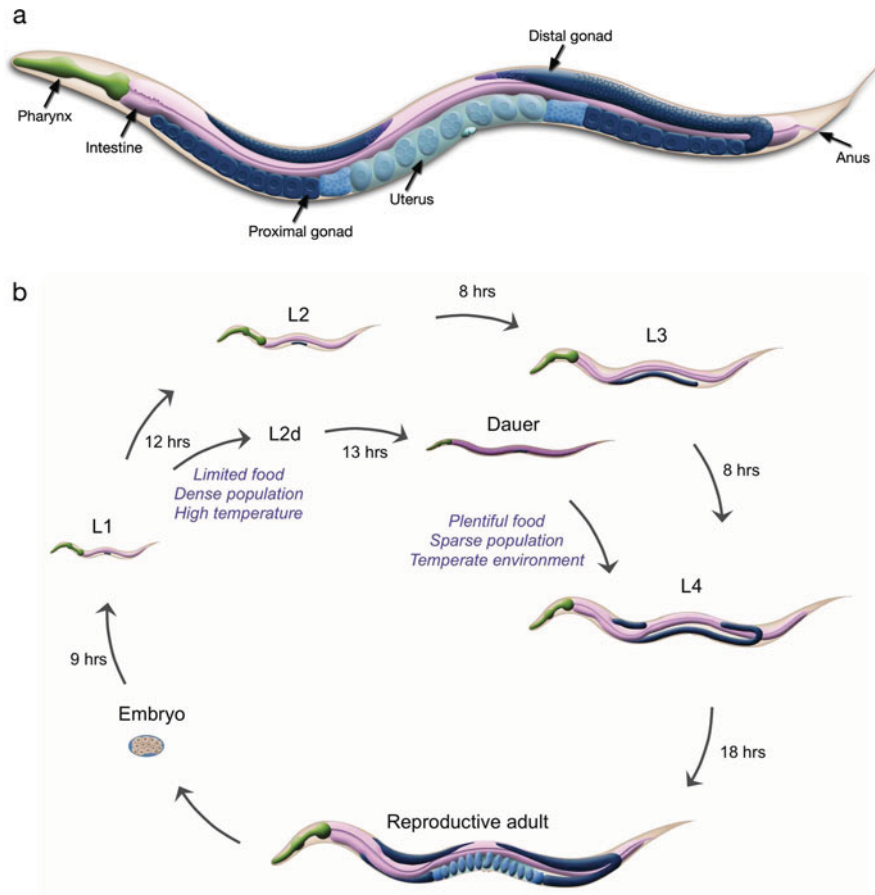 a
Distal gonad
Pharynx
Intestine
Anus
Uterus
Proximal gonad
b
8 hrs
L2
L3
L2d
Dauer
12 hrs
13 hrs
8 hrs
Limited food
Dense population
High temperature
Plentiful food
Sparse population
Temperate environment
L1
L4
9 hrs
Embryo
18 hrs
Reproductive adult